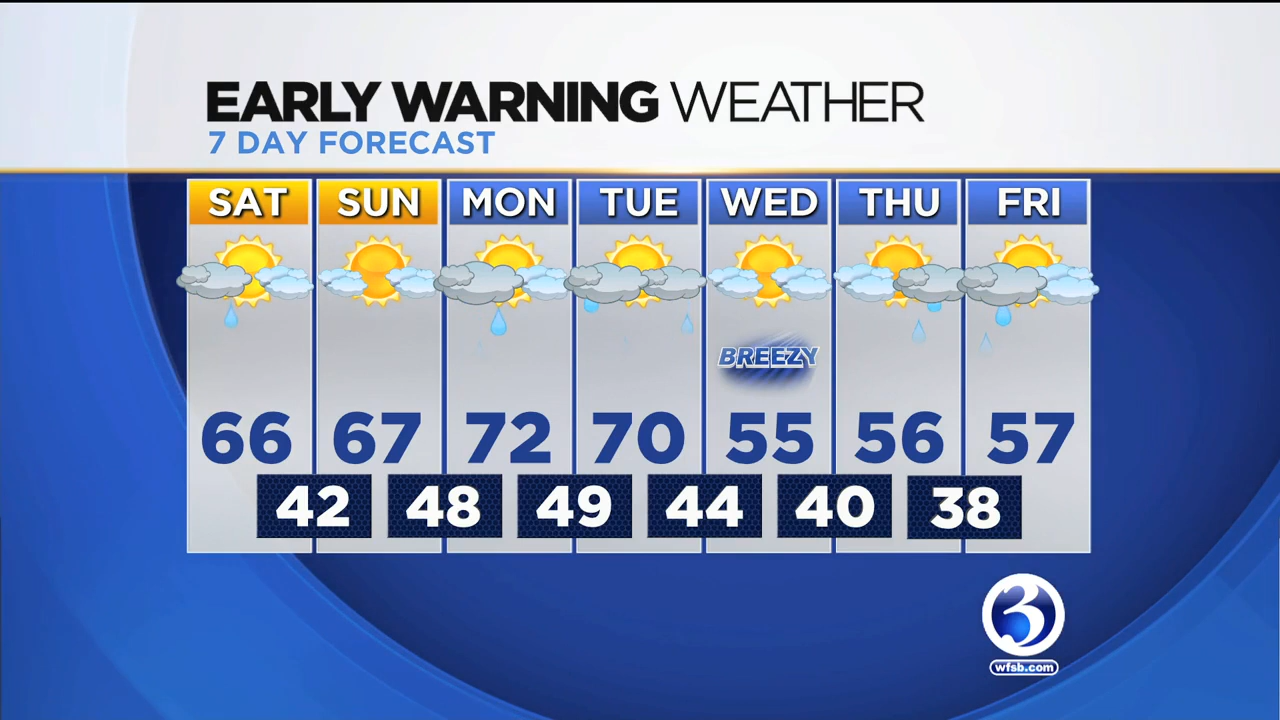 EARLY WARNING WEATHER
7 DAY FORECAST
SAT SUN MON TUE WED THU FRI
BREEZY
66 67 72 70 55 56 57
42 48 49 44 40 38
3
wfsb.com